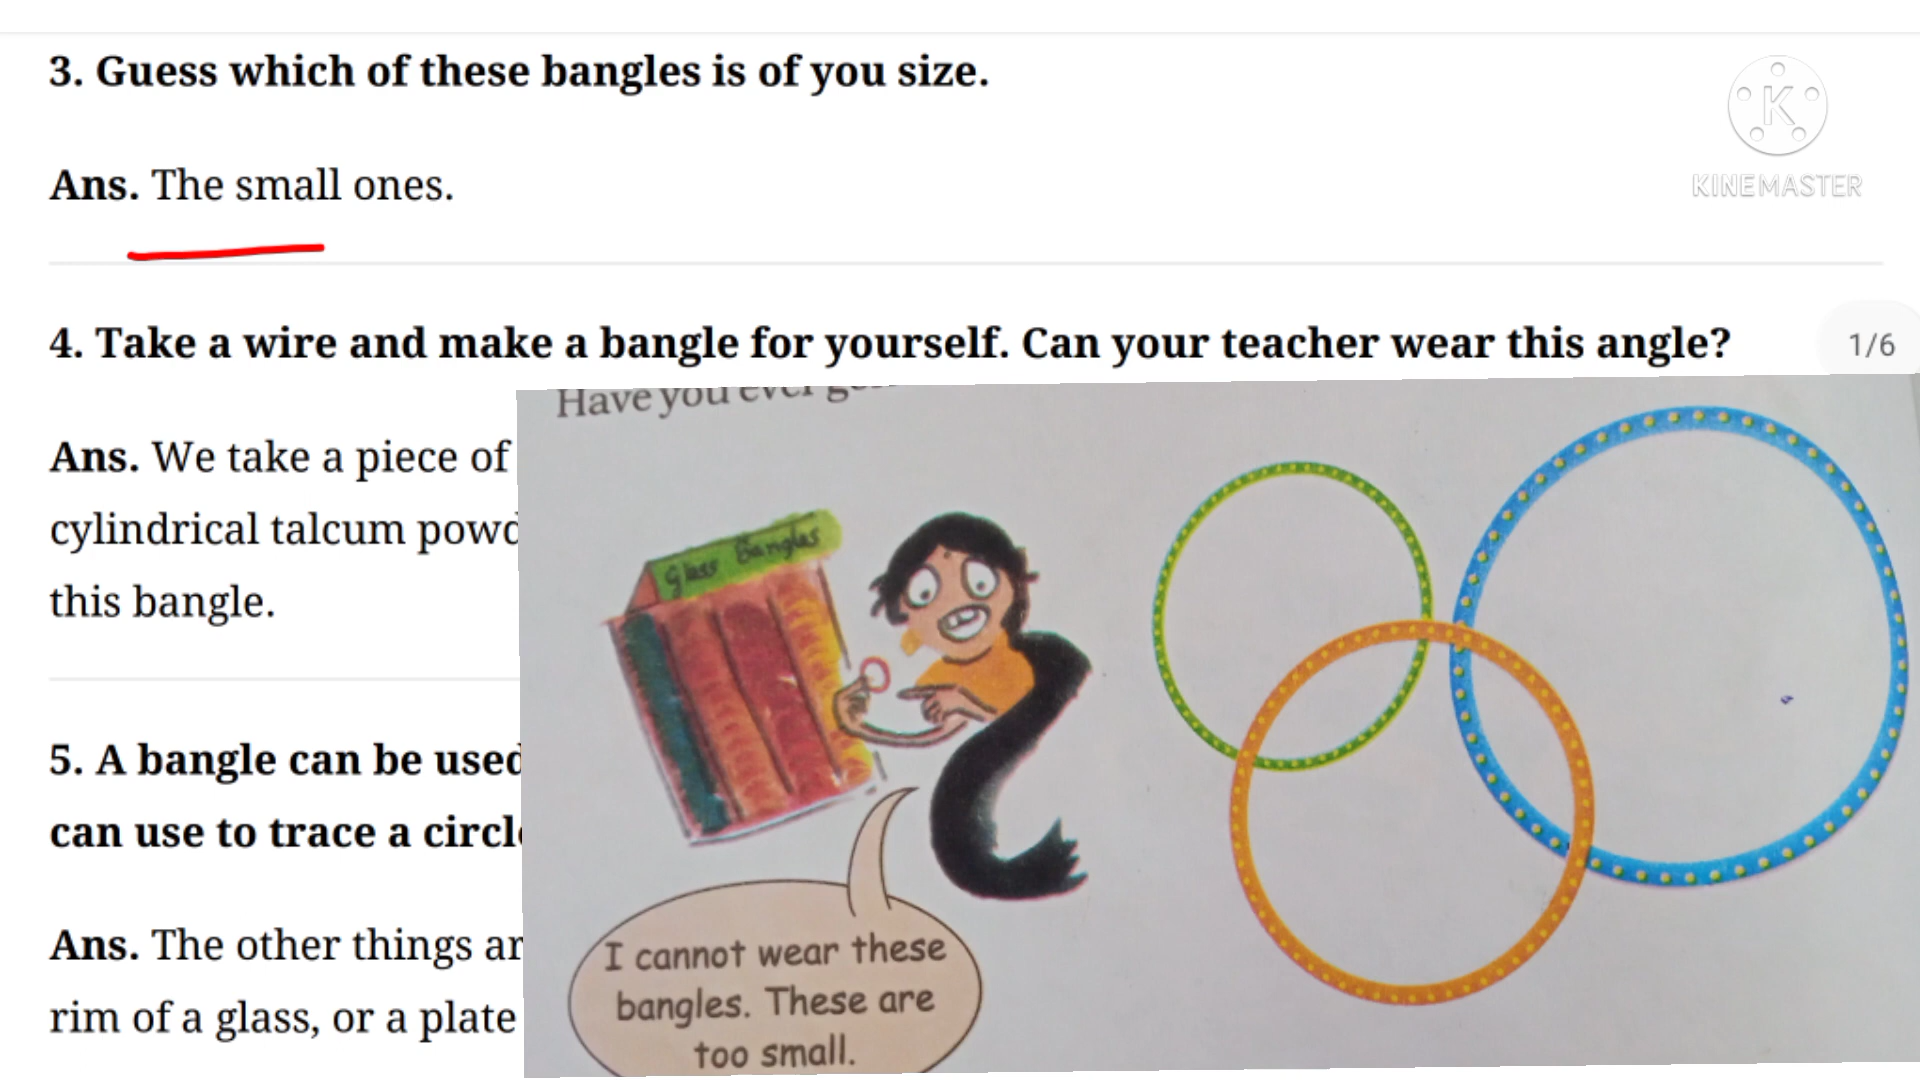 3. Guess which of these bangles is of you size.
KINEMASTER
Ans. The small ones.
4. Take a wire and make a bangle for yourself. Can your teacher wear this angle?
1/6
Ans. We take a piece of
cylindrical talcum
this bangle.
5. A bangle can be used
can use to trace a
Ans. The other things
rim of a glass, or a plate
Have you ever
Glass Bangles
I cannot wear these
bangles. These are
too small.